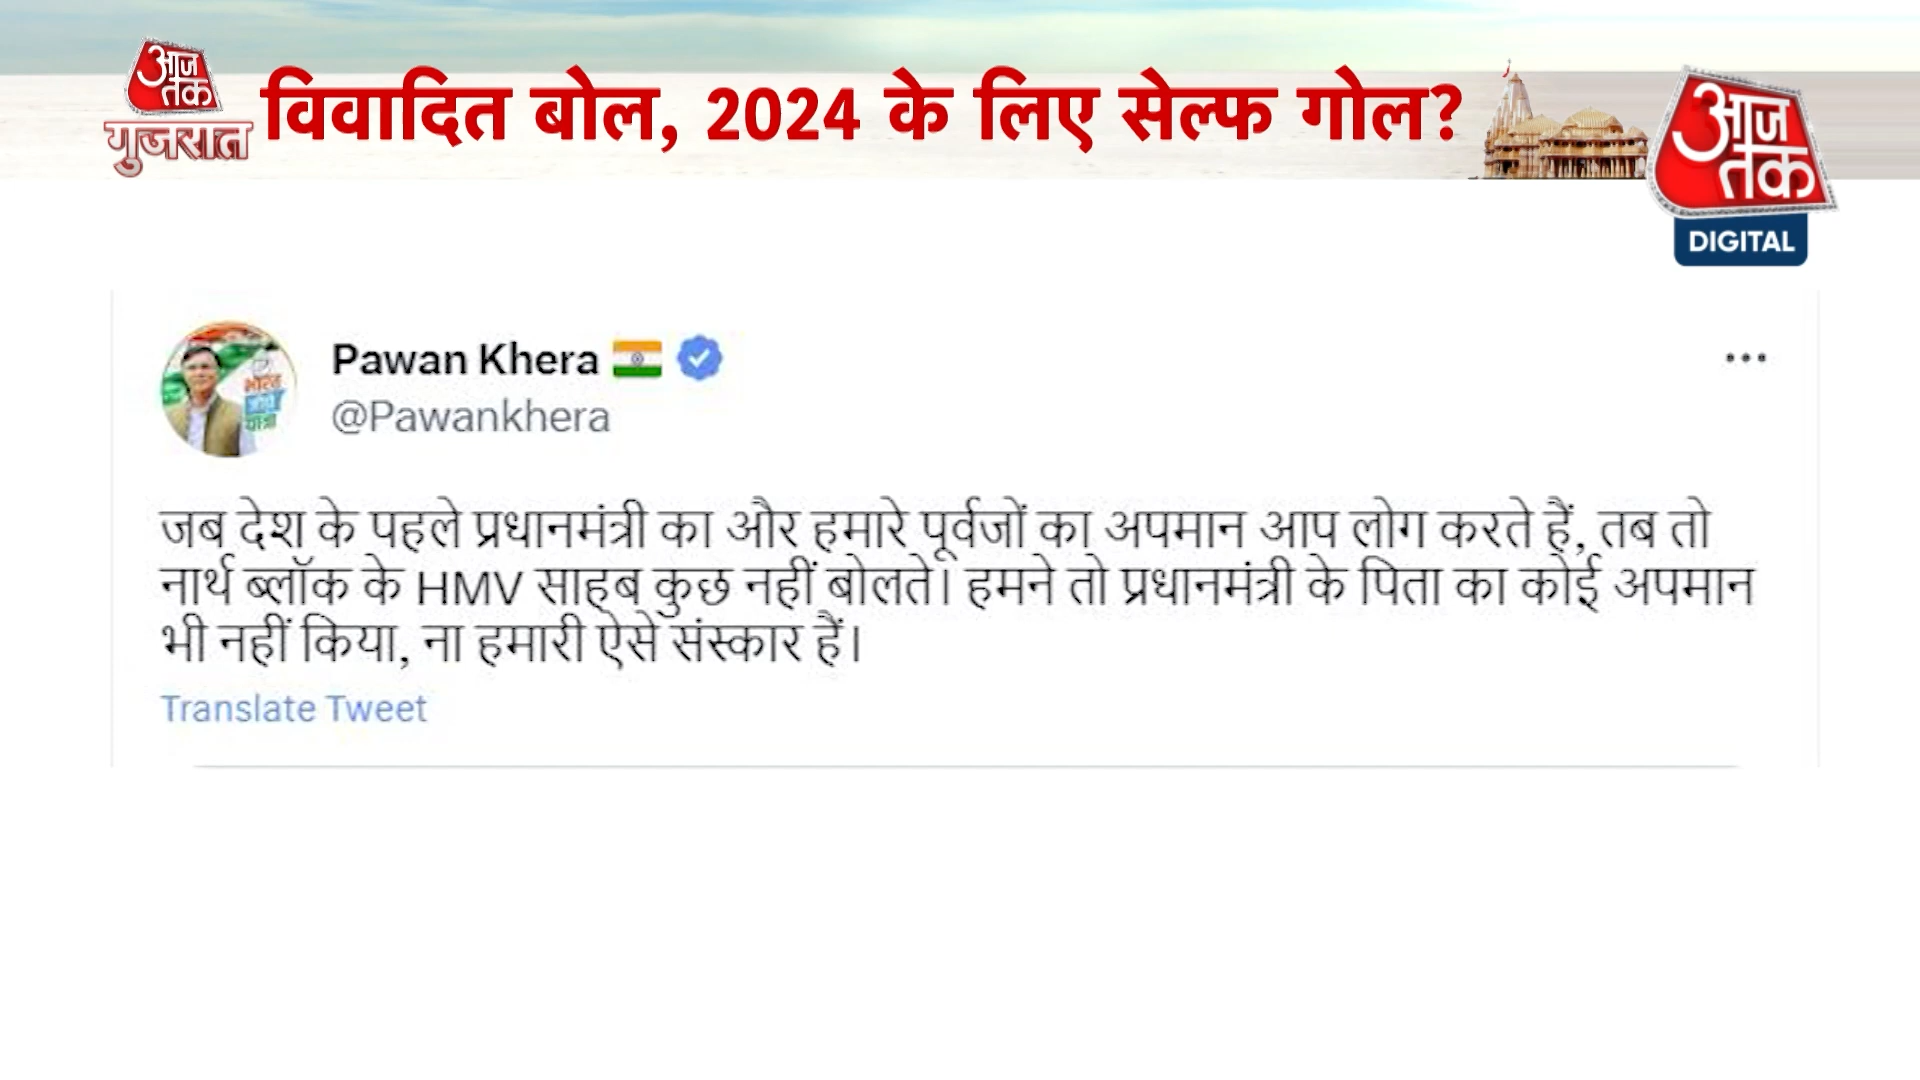 आज तक
गुजरात
विवादित बोल, 2024 के लिए सेल्फ गोल?
आज तक
DIGITAL
Pawan Khera
@Pawankhera
भारत
जोड़ो
यात्रा
जब देश के पहले प्रधानमंत्री का और हमारे पूर्वजों का अपमान आप लोग करते हैं, तब तो
नार्थ ब्लॉक के HMV साहब कुछ नहीं बोलते। हमने तो प्रधानमंत्री के पिता का कोई अपमान
भी नहीं किया, ना हमारी ऐसे संस्कार हैं।
Translate Tweet